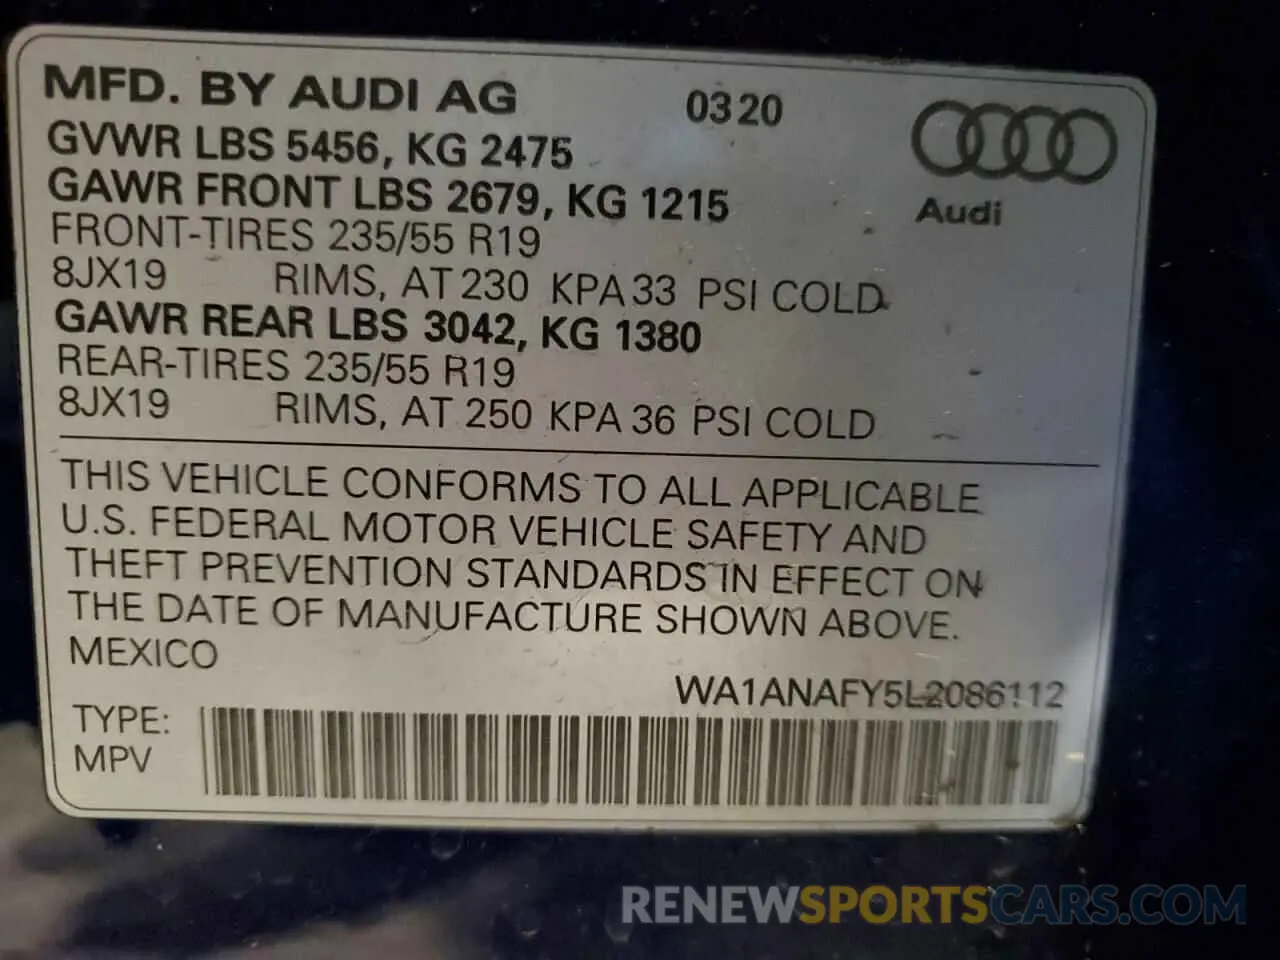 MFD. BY AUDI AG 0320
GVWR LBS 5456, KG 2475
GAWR FRONT LBS 2679, KG 1215
Audi
FRONT-TIRES 235/55 R19
8JX19 RIMS, AT 230 KPA 33 PSI COLD
GAWR REAR LBS 3042, KG 1380
REAR-TIRES 235/55 R19
8JX19 RIMS, AT 250 KPA 36 PSI COLD
THIS VEHICLE CONFORMS TO ALL APPLICABLE
U.S. FEDERAL MOTOR VEHICLE SAFETY AND
THEFT PREVENTION STANDARDS IN EFFECT ON
THE DATE OF MANUFACTURE SHOWN ABOVE.
MEXICO
WA1ANAFY5L2086112
TYPE:
MPV
RENEWSPORTSCARS.COM